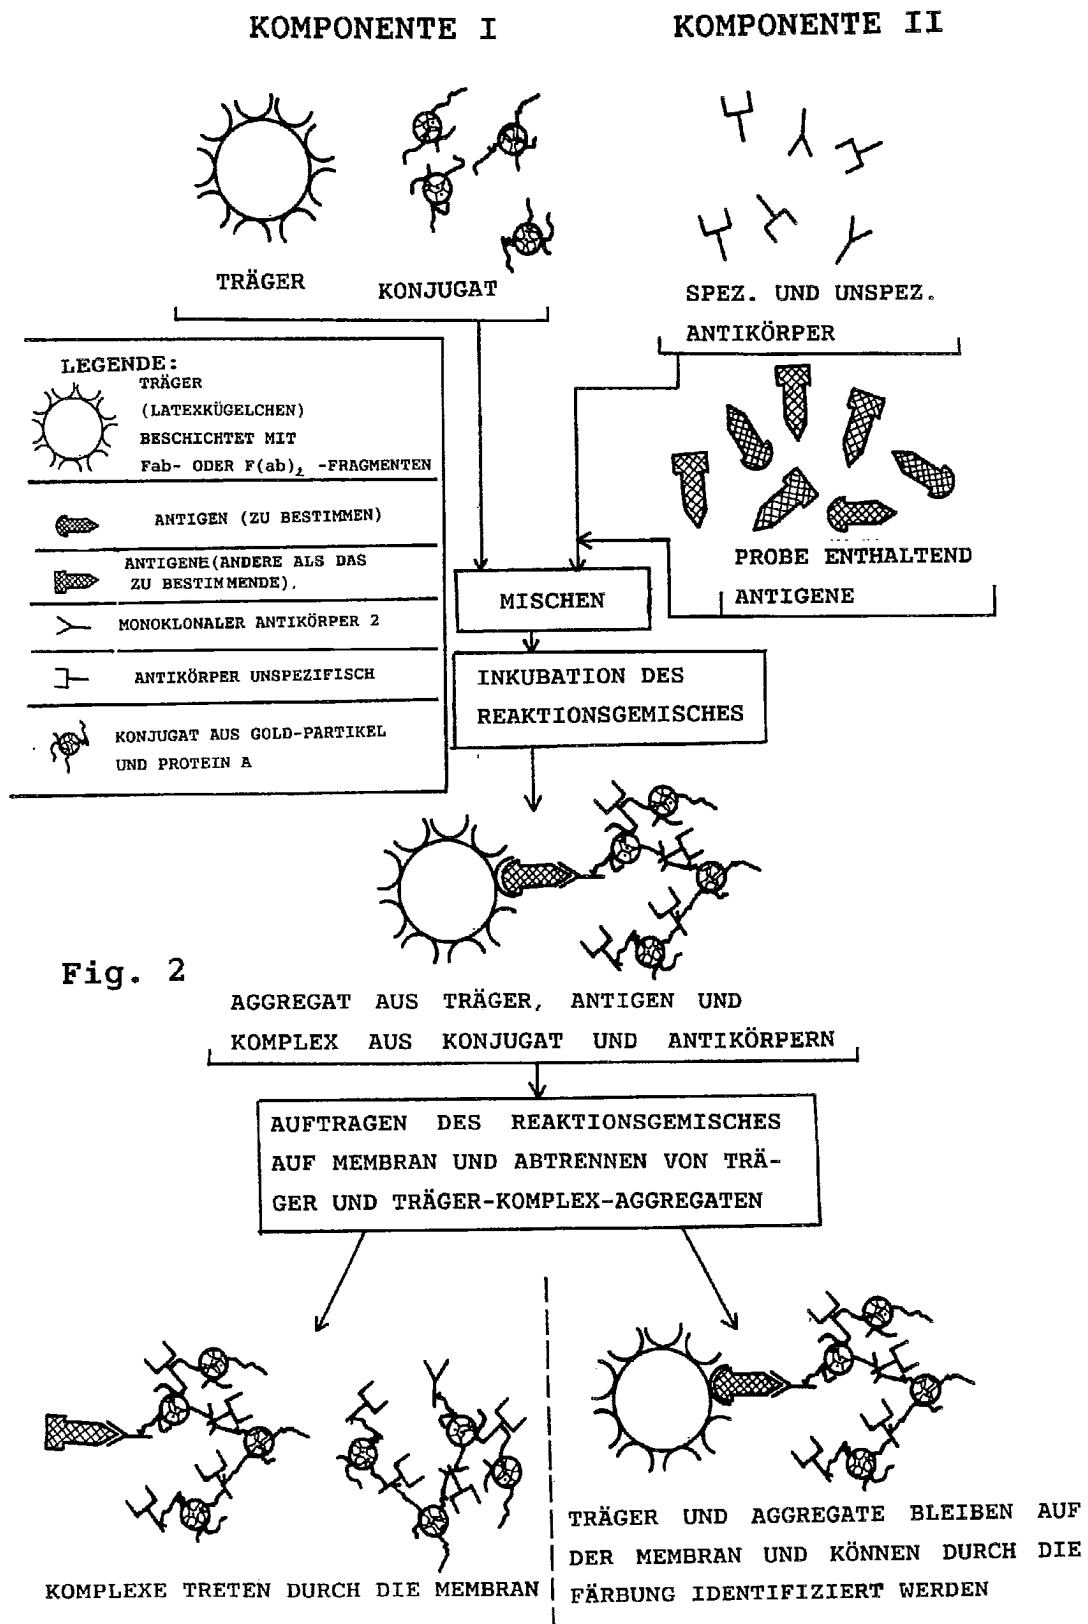 KOMPONENTE I
KOMPONENTE II
TRÄGER
KONJUGAT
SPEZ. UND UNSPEZ.
ANTIKÖRPER
LEGENDE:
TRÄGER
(LATEXKÜGELCHEN)
BESCHICHTET MIT
Fab- ODER F(ab)2 -FRAGMENTEN
ANTIGEN (ZU BESTIMMEN)
ANTIGENE(ANDERE ALS DAS
ZU BESTIMMENDE).
MONOKLONALER ANTIKÖRPER 2
ANTIKÖRPER UNSPEZIFISCH
KONJUGAT AUS GOLD-PARTIKEL
UND PROTEIN A
PROBE ENTHALTEND
ANTIGENE
MISCHEN
INKUBATION DES
REAKTIONSGEMISCHES
Fig. 2
AGGREGAT AUS TRÄGER, ANTIGEN UND
KOMPLEX AUS KONJUGAT UND ANTIKÖRPERN
AUFTRAGEN DES REAKTIONSGEMISCHES
AUF MEMBRAN UND ABTRENNEN VON TRÄ-
GER UND TRÄGER-KOMPLEX-AGGREGATEN
KOMPLEXE TRETEN DURCH DIE MEMBRAN
TRÄGER UND AGGREGATE BLEIBEN AUF
DER MEMBRAN UND KÖNNEN DURCH DIE
FÄRBUNG IDENTIFIZIERT WERDEN